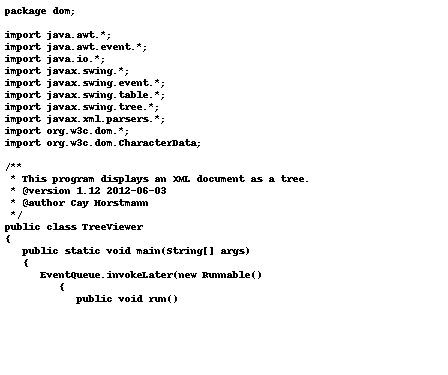 package dom;
import java.awt.*;
import java.awt.event.*;
import java.io.*;
import javax.swing.*;
import javax.swing.event.*;
import javax.swing.table.*;
import javax.swing.tree.*;
import javax.xml.parsers.*;
import org.w3c.dom.*;
import org.w3c.dom.CharacterData;
/**
 * This program displays an XML document as a tree.
 * @version 1.12 2012-06-03
 * @author Cay Horstmann
 */
public class TreeViewer
{
   public static void main(String[] args)
   {
      EventQueue.invokeLater(new Runnable()
         {
            public void run()